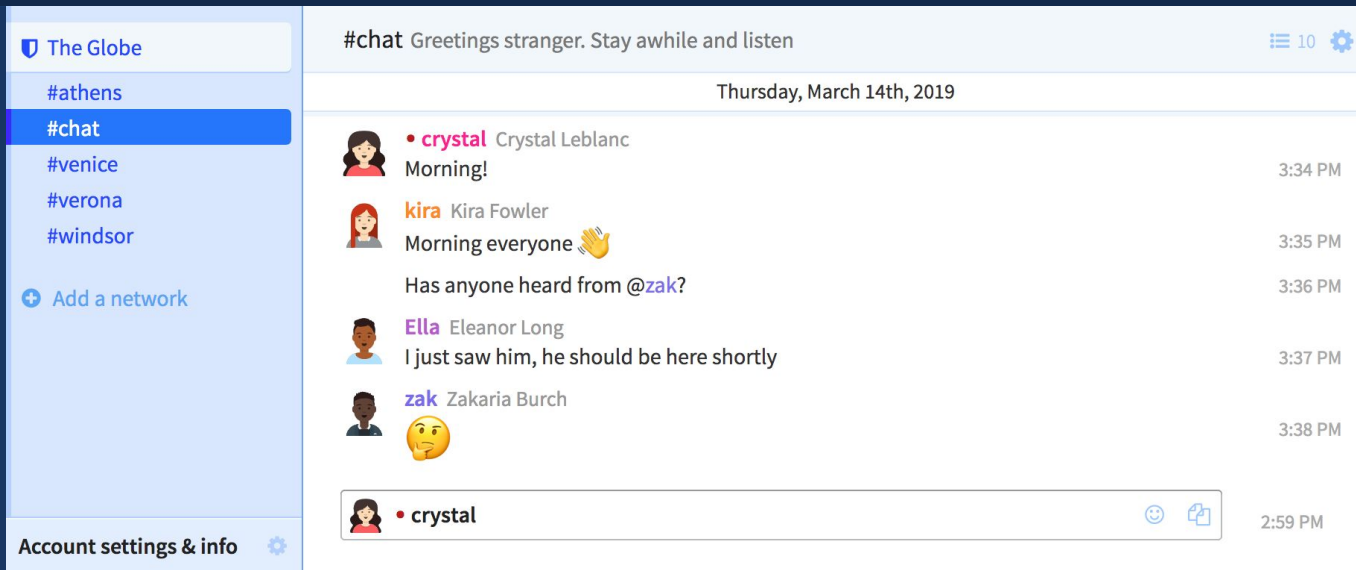 The Globe
#athens
#chat
#venice
#verona
#windsor
Add a network
Account settings & info
#chat Greetings stranger. Stay awhile and listen
10
Thursday, March 14th, 2019
• crystal Crystal Leblanc
Morning! 3:34 PM
kira Kira Fowler
Morning everyone 👋 3:35 PM
Has anyone heard from @zak? 3:36 PM
Ella Eleanor Long
I just saw him, he should be here shortly 3:37 PM
zak Zakaria Burch
🤔 3:38 PM
• crystal 2:59 PM